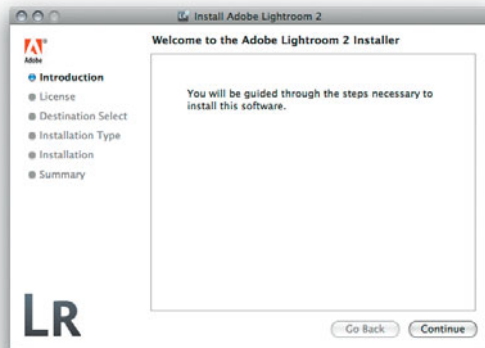 Install Adobe Lightroom 2
Adobe
Welcome to the Adobe Lightroom 2 Installer
Introduction
License
Destination Select
Installation Type
Installation
Summary
You will be guided through the steps necessary to
install this software.
LR
Go Back
Continue